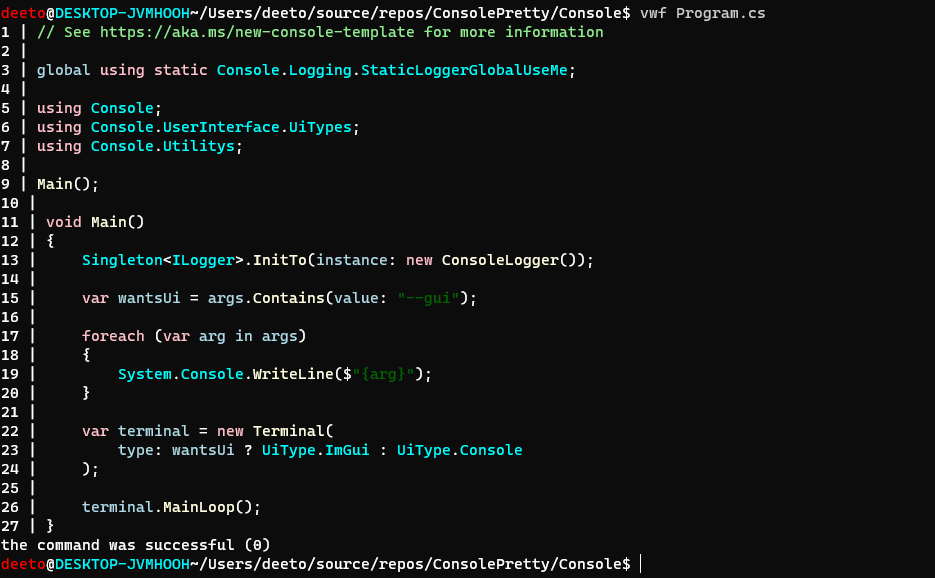 deeto@DESKTOP-JVMHOOH~/Users/deeto/source/repos/ConsolePretty/Console$ vwf Program.cs
1 | // See https://aka.ms/new-console-template for more information
2 |
3 | global using static Console.Logging.StaticLoggerGlobalUseMe;
4 |
5 | using Console;
6 | using Console.UserInterface.UiTypes;
7 | using Console.Utilitys;
8 |
9 | Main();
10 |
11 | void Main()
12 | {
13 |     Singleton<ILogger>.InitTo(instance: new ConsoleLogger());
14 |
15 |     var wantsUi = args.Contains(value: "--gui");
16 |
17 |     foreach (var arg in args)
18 |     {
19 |         System.Console.WriteLine($"{arg}");
20 |     }
21 |
22 |     var terminal = new Terminal(
23 |         type: wantsUi ? UiType.ImGui : UiType.Console
24 |     );
25 |
26 |     terminal.MainLoop();
27 | }
the command was successful (0)
deeto@DESKTOP-JVMHOOH~/Users/deeto/source/repos/ConsolePretty/Console$